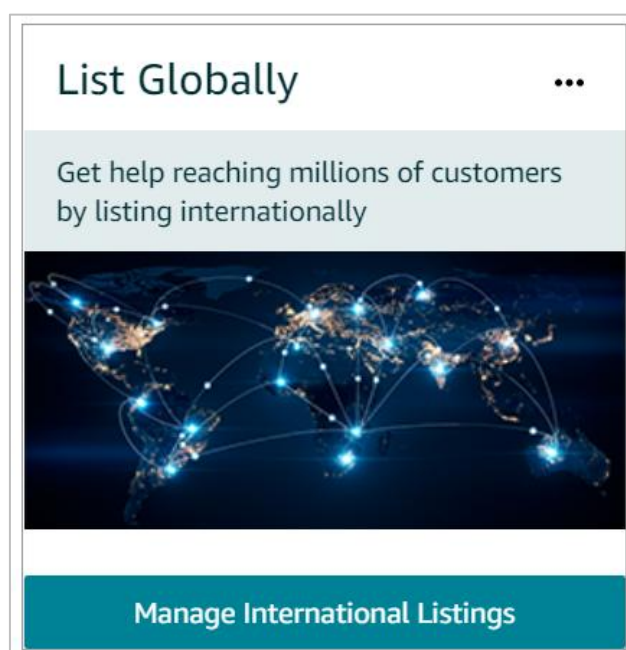 List Globally
Get help reaching millions of customers
by listing internationally
Manage International Listings